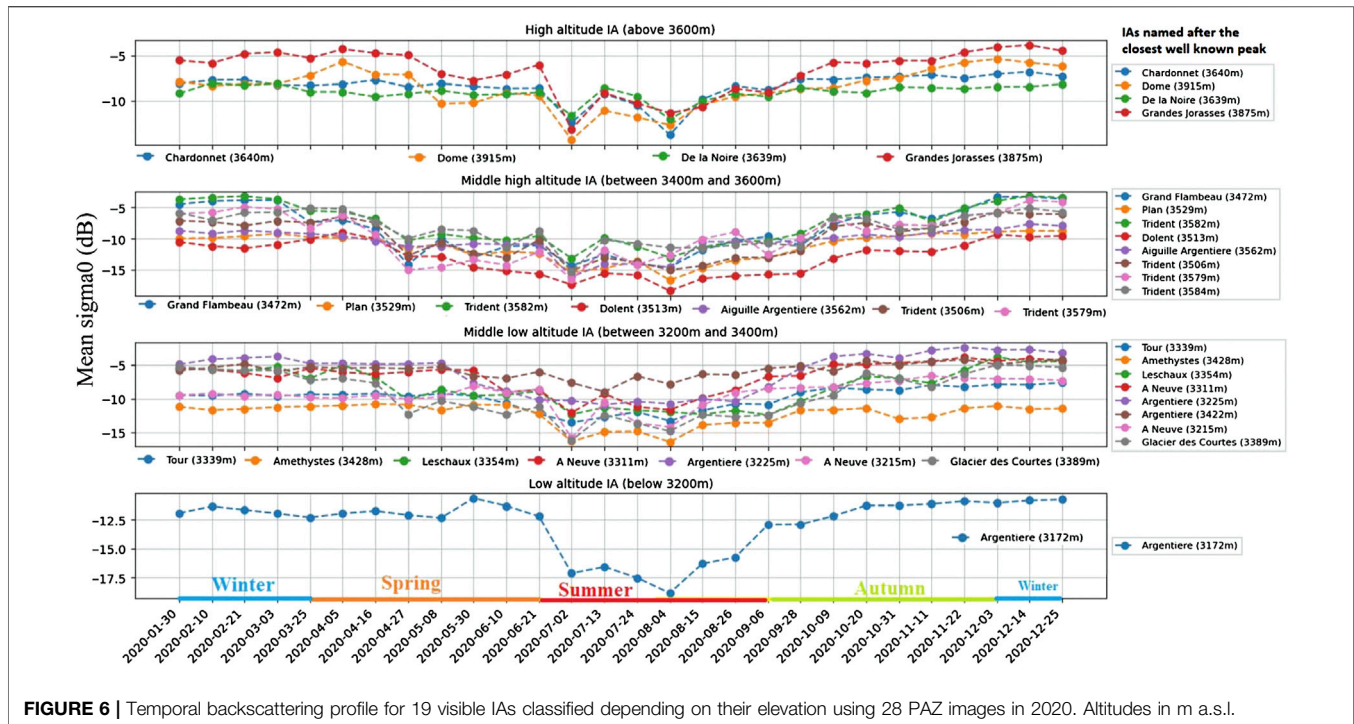 High altitude IA (above 3600m)
−5
−10
IAs named after the
closest well known peak
Chardonnet (3640m)
Dome (3915m)
De la Noire (3639m)
Grandes Jorasses (3875m)
Chardonnet (3640m) Dome (3915m) De la Noire (3639m) Grandes Jorasses (3875m)
Middle high altitude IA (between 3400m and 3600m)
−5
−10
−15
Grand Flambeau (3472m)
Plan (3529m)
Trident (3582m)
Dolent (3513m)
Aiguille Argentiere (3562m)
Trident (3506m)
Trident (3579m)
Trident (3584m)
Grand Flambeau (3472m) Plan (3529m) Trident (3582m) Dolent (3513m) Aiguille Argentiere (3562m) Trident (3506m) Trident (3579m)
Mean sigma0 (dB)
Middle low altitude IA (between 3200m and 3400m)
−5
−10
−15
Tour (3339m)
Amethystes (3428m)
Leschaux (3354m)
A Neuve (3311m)
Argentiere (3225m)
Argentiere (3422m)
A Neuve (3215m)
Glacier des Courtes (3389m)
Tour (3339m) Amethystes (3428m) Leschaux (3354m) A Neuve (3311m) Argentiere (3225m) A Neuve (3215m) Glacier des Courtes (3389m)
Low altitude IA (below 3200m)
−12.5
−15.0
−17.5
Argentiere (3172m)
Argentiere (3172m)
Winter Spring Summer Autumn Winter
2020-01-30
2020-02-10
2020-02-21
2020-03-03
2020-03-25
2020-04-05
2020-04-16
2020-04-27
2020-05-08
2020-05-30
2020-06-10
2020-06-21
2020-07-02
2020-07-13
2020-07-24
2020-08-04
2020-08-15
2020-08-26
2020-09-06
2020-09-28
2020-10-09
2020-10-20
2020-10-31
2020-11-11
2020-11-22
2020-12-03
2020-12-14
2020-12-25
FIGURE 6 | Temporal backscattering profile for 19 visible IAs classified depending on their elevation using 28 PAZ images in 2020. Altitudes in m a.s.l.